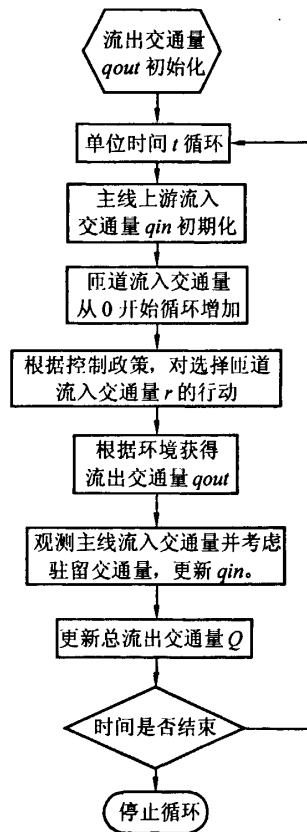 流出交通量
qout 初始化
单位时间 t 循环
主线上游流入
交通量 qin 初期化
匝道流入交通量
从0开始循环增加
根据控制政策，对选择匝道
流入交通量 r 的行动
根据环境获得
流出交通量 qout
观测主线流入交通量并考虑
驻留交通量，更新 qin。
更新总流出交通量 Q
时间是否结束
停止循环